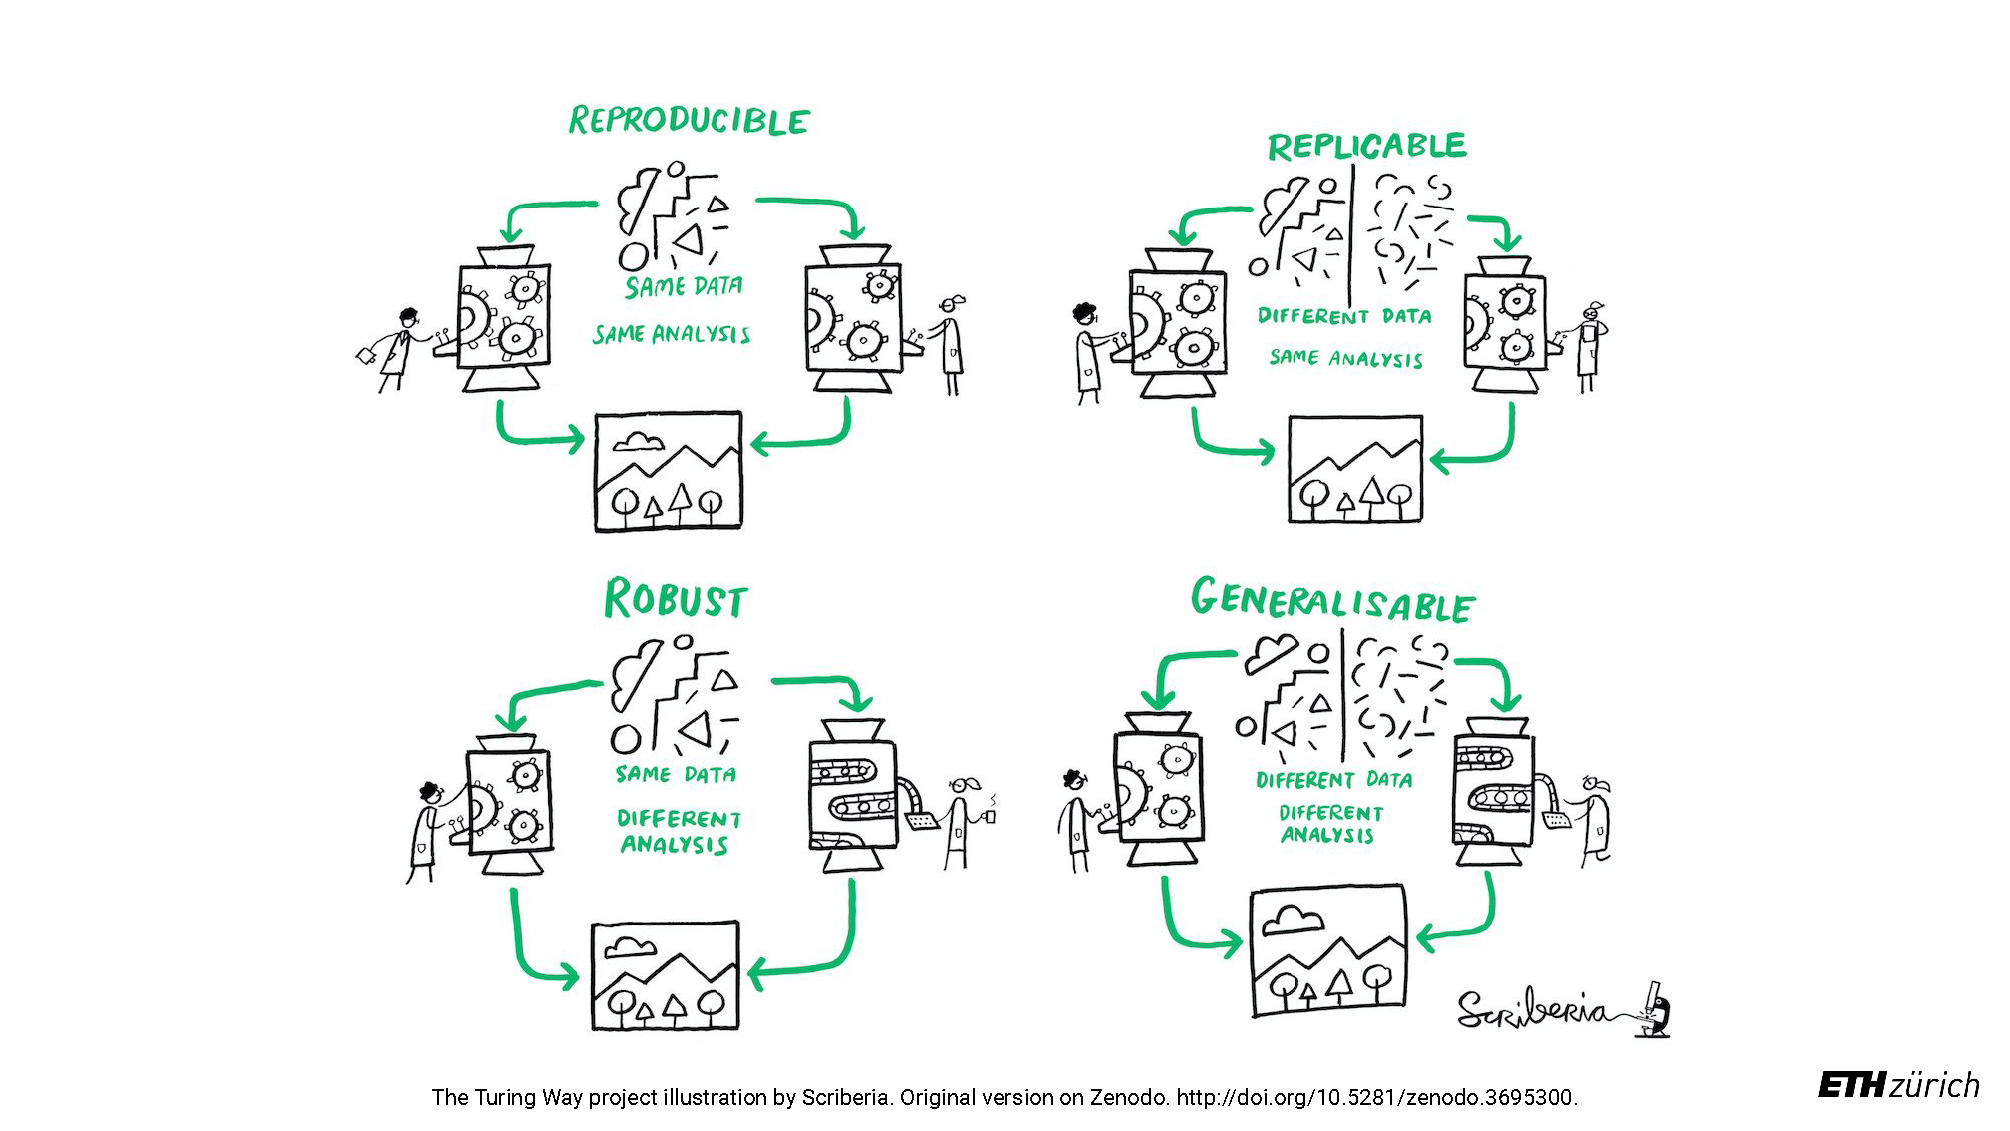 REPRODUCIBLE
SAME DATA
SAME ANALYSIS
REPLICABLE
DIFFERENT DATA
SAME ANALYSIS
ROBUST
SAME DATA
DIFFERENT
ANALYSIS
GENERALISABLE
DIFFERENT DATA
DIFFERENT
ANALYSIS
Scriberia
The Turing Way project illustration by Scriberia. Original version on Zenodo. http://doi.org/10.5281/zenodo.3695300.
ETH zürich